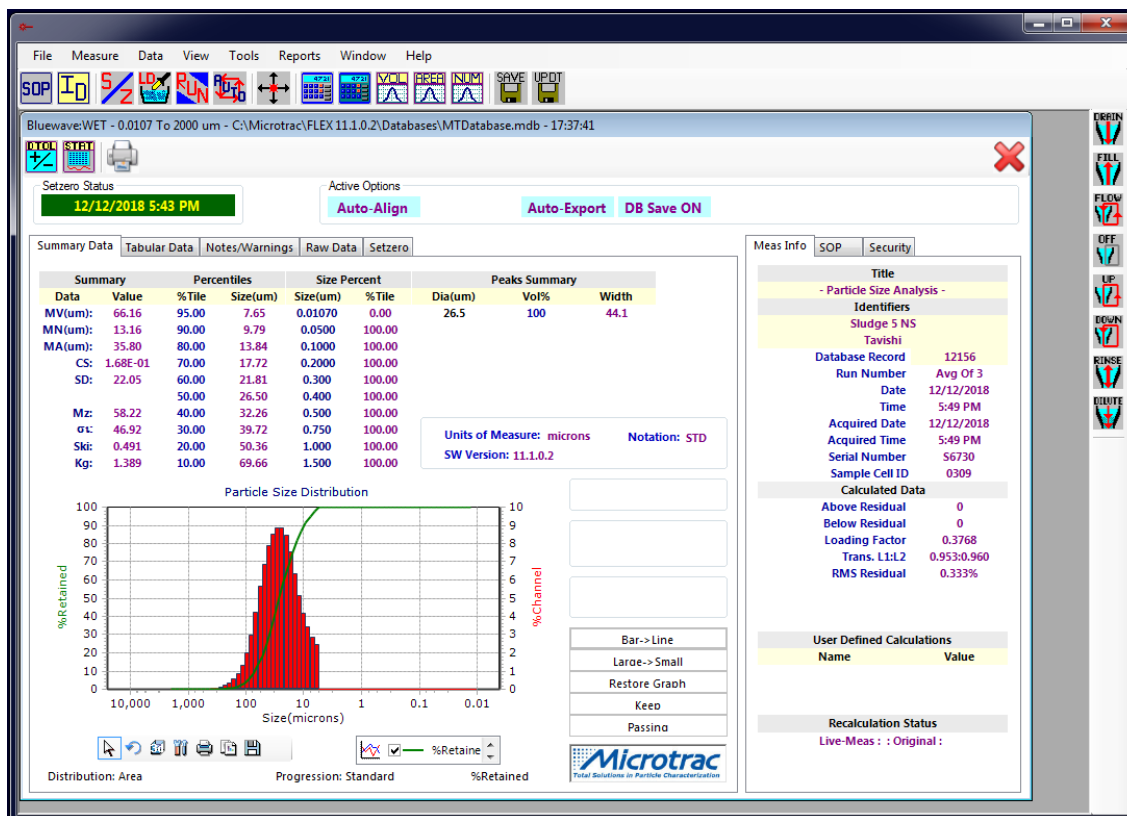 File Measure Data View Tools Reports Window Help
SOP ID S/Z LD RUN AUTO VOL AREA NUM SAVE UPDT
Bluewave:WET - 0.0107 To 2000 um - C:\Microtrac\FLEX 11.1.0.2\Databases\MTDatabase.mdb - 17:37:41
DTOL +/- STAT
Setzero Status
12/12/2018 5:43 PM
Active Options
Auto-Align Auto-Export DB Save ON
Summary Data Tabular Data Notes/Warnings Raw Data Setzero
Summary Percentiles Size Percent Peaks Summary
Data Value %Tile Size(um) Size(um) %Tile Dia(um) Vol% Width
MV(um): 66.16 95.00 7.65 0.01070 0.00 26.5 100 44.1
MN(um): 13.16 90.00 9.79 0.0500 100.00
MA(um): 35.80 80.00 13.84 0.1000 100.00
CS: 1.68E-01 70.00 17.72 0.2000 100.00
SD: 22.05 60.00 21.81 0.300 100.00
50.00 26.50 0.400 100.00
Mz: 58.22 40.00 32.26 0.500 100.00
σι: 46.92 30.00 39.72 0.750 100.00
Ski: 0.491 20.00 50.36 1.000 100.00
Kg: 1.389 10.00 69.66 1.500 100.00
Units of Measure: microns Notation: STD
SW Version: 11.1.0.2
Particle Size Distribution
%Retained
100
90
80
70
60
50
40
30
20
10
0
10
9
8
7
6
5
4
3
2
1
0
%Channel
10,000 1,000 100 10 1 0.1 0.01
Size(microns)
%Retaine
Distribution: Area Progression: Standard %Retained
Bar->Line
Large->Small
Restore Graph
Keep
Passing
Microtrac
Total Solutions in Particle Characterization
Meas Info SOP Security
Title
- Particle Size Analysis -
Identifiers
Sludge 5 NS
Tavishi
Database Record 12156
Run Number Avg Of 3
Date 12/12/2018
Time 5:49 PM
Acquired Date 12/12/2018
Acquired Time 5:49 PM
Serial Number S6730
Sample Cell ID 0309
Calculated Data
Above Residual 0
Below Residual 0
Loading Factor 0.3768
Trans. L1:L2 0.953:0.960
RMS Residual 0.333%
User Defined Calculations
Name Value
Recalculation Status
Live-Meas : : Original :
DRAIN
FILL
FLOW
OFF
UP
DOWN
RINSE
DILUTE